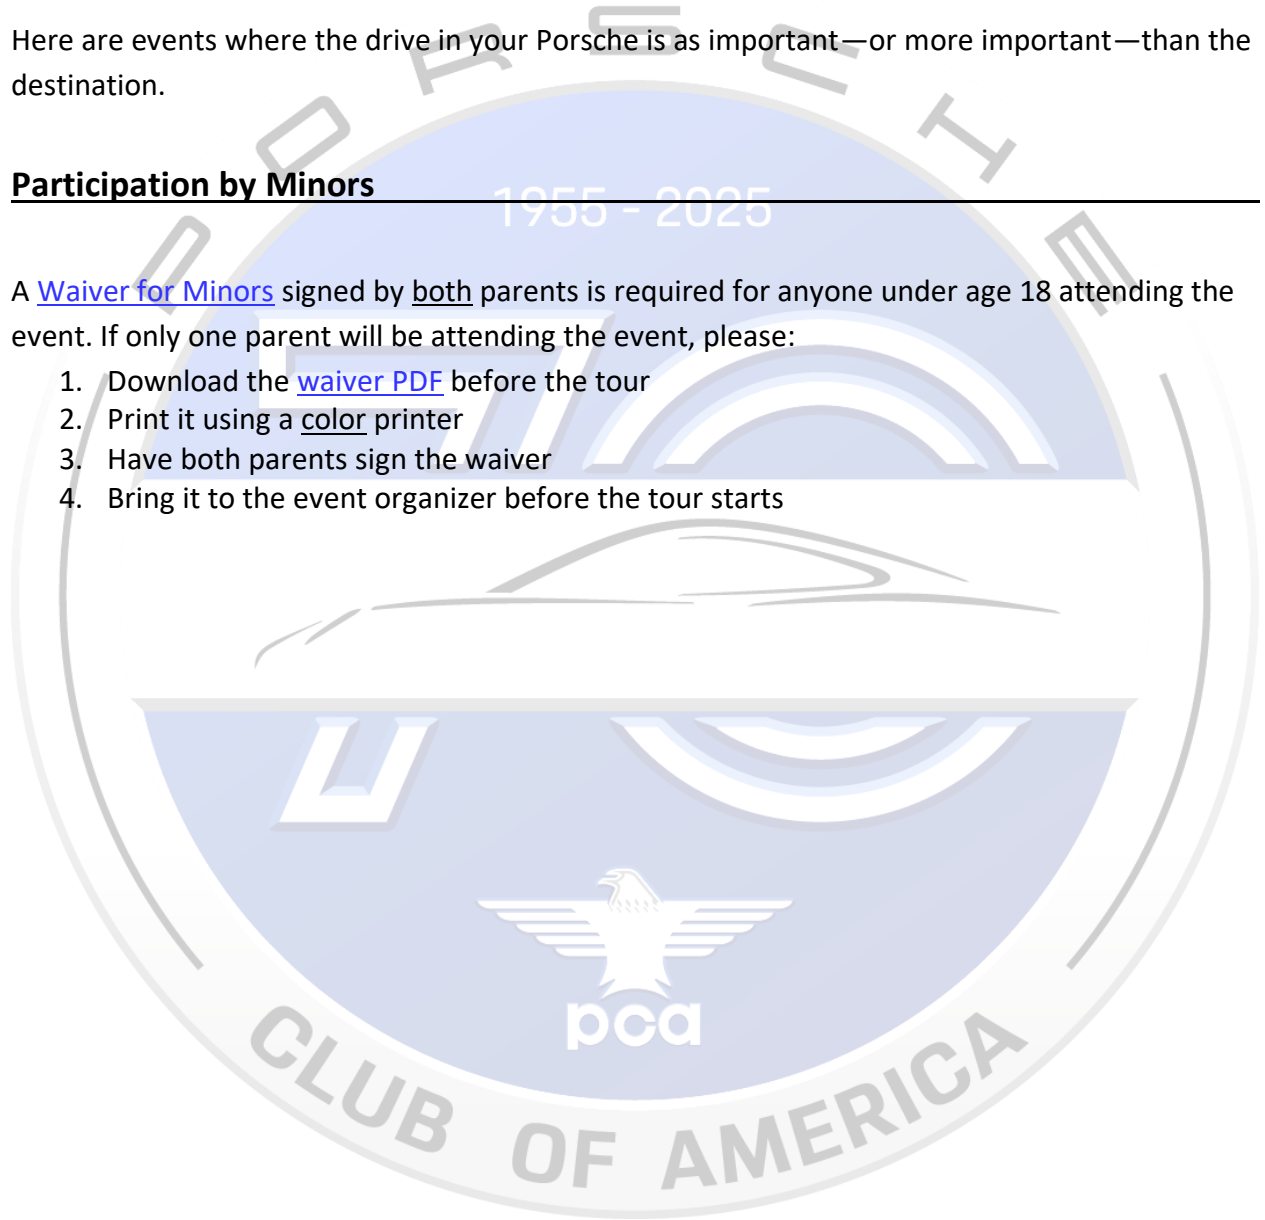 Here are events where the drive in your Porsche is as important—or more important—than the
destination.
Participation by Minors
A Waiver for Minors signed by both parents is required for anyone under age 18 attending the
event. If only one parent will be attending the event, please:
1. Download the waiver PDF before the tour
2. Print it using a color printer
3. Have both parents sign the waiver
4. Bring it to the event organizer before the tour starts
PORSCHE
1955 - 2025
70
pca
CLUB OF AMERICA